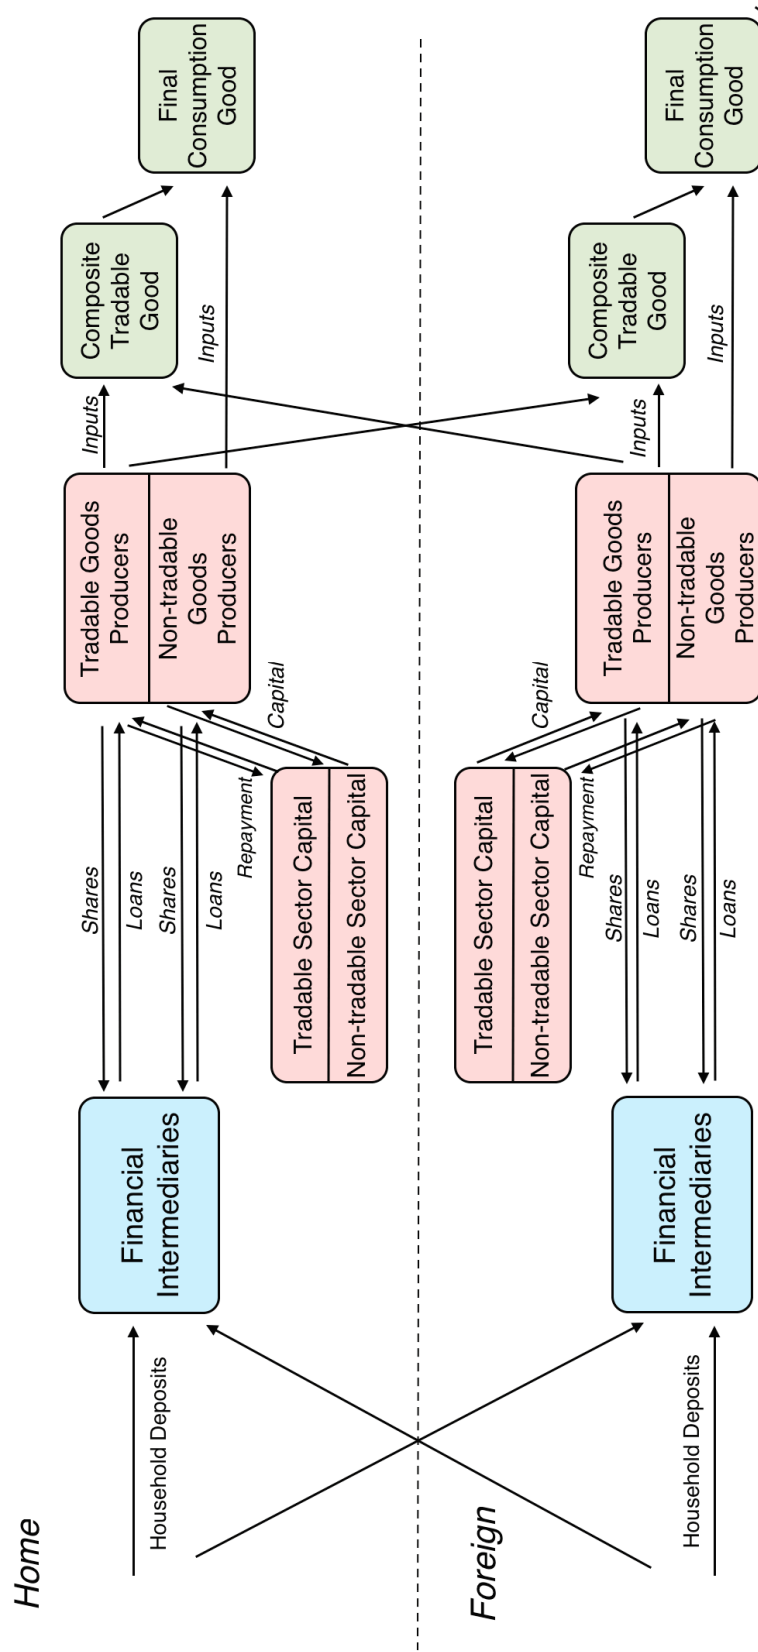 Home
Household Deposits
Financial
Intermediaries
Shares
Loans
Shares
Loans
Repayment
Capital
Tradable Sector Capital
Non-tradable Sector Capital
Tradable Goods
Producers
Non-tradable
Goods
Producers
Inputs
Inputs
Composite
Tradable
Good
Final
Consumption
Good
Foreign
Household Deposits
Financial
Intermediaries
Tradable Sector Capital
Non-tradable Sector Capital
Capital
Repayment
Shares
Loans
Shares
Loans
Tradable Goods
Producers
Non-tradable
Goods
Producers
Inputs
Inputs
Composite
Tradable
Good
Final
Consumption
Good